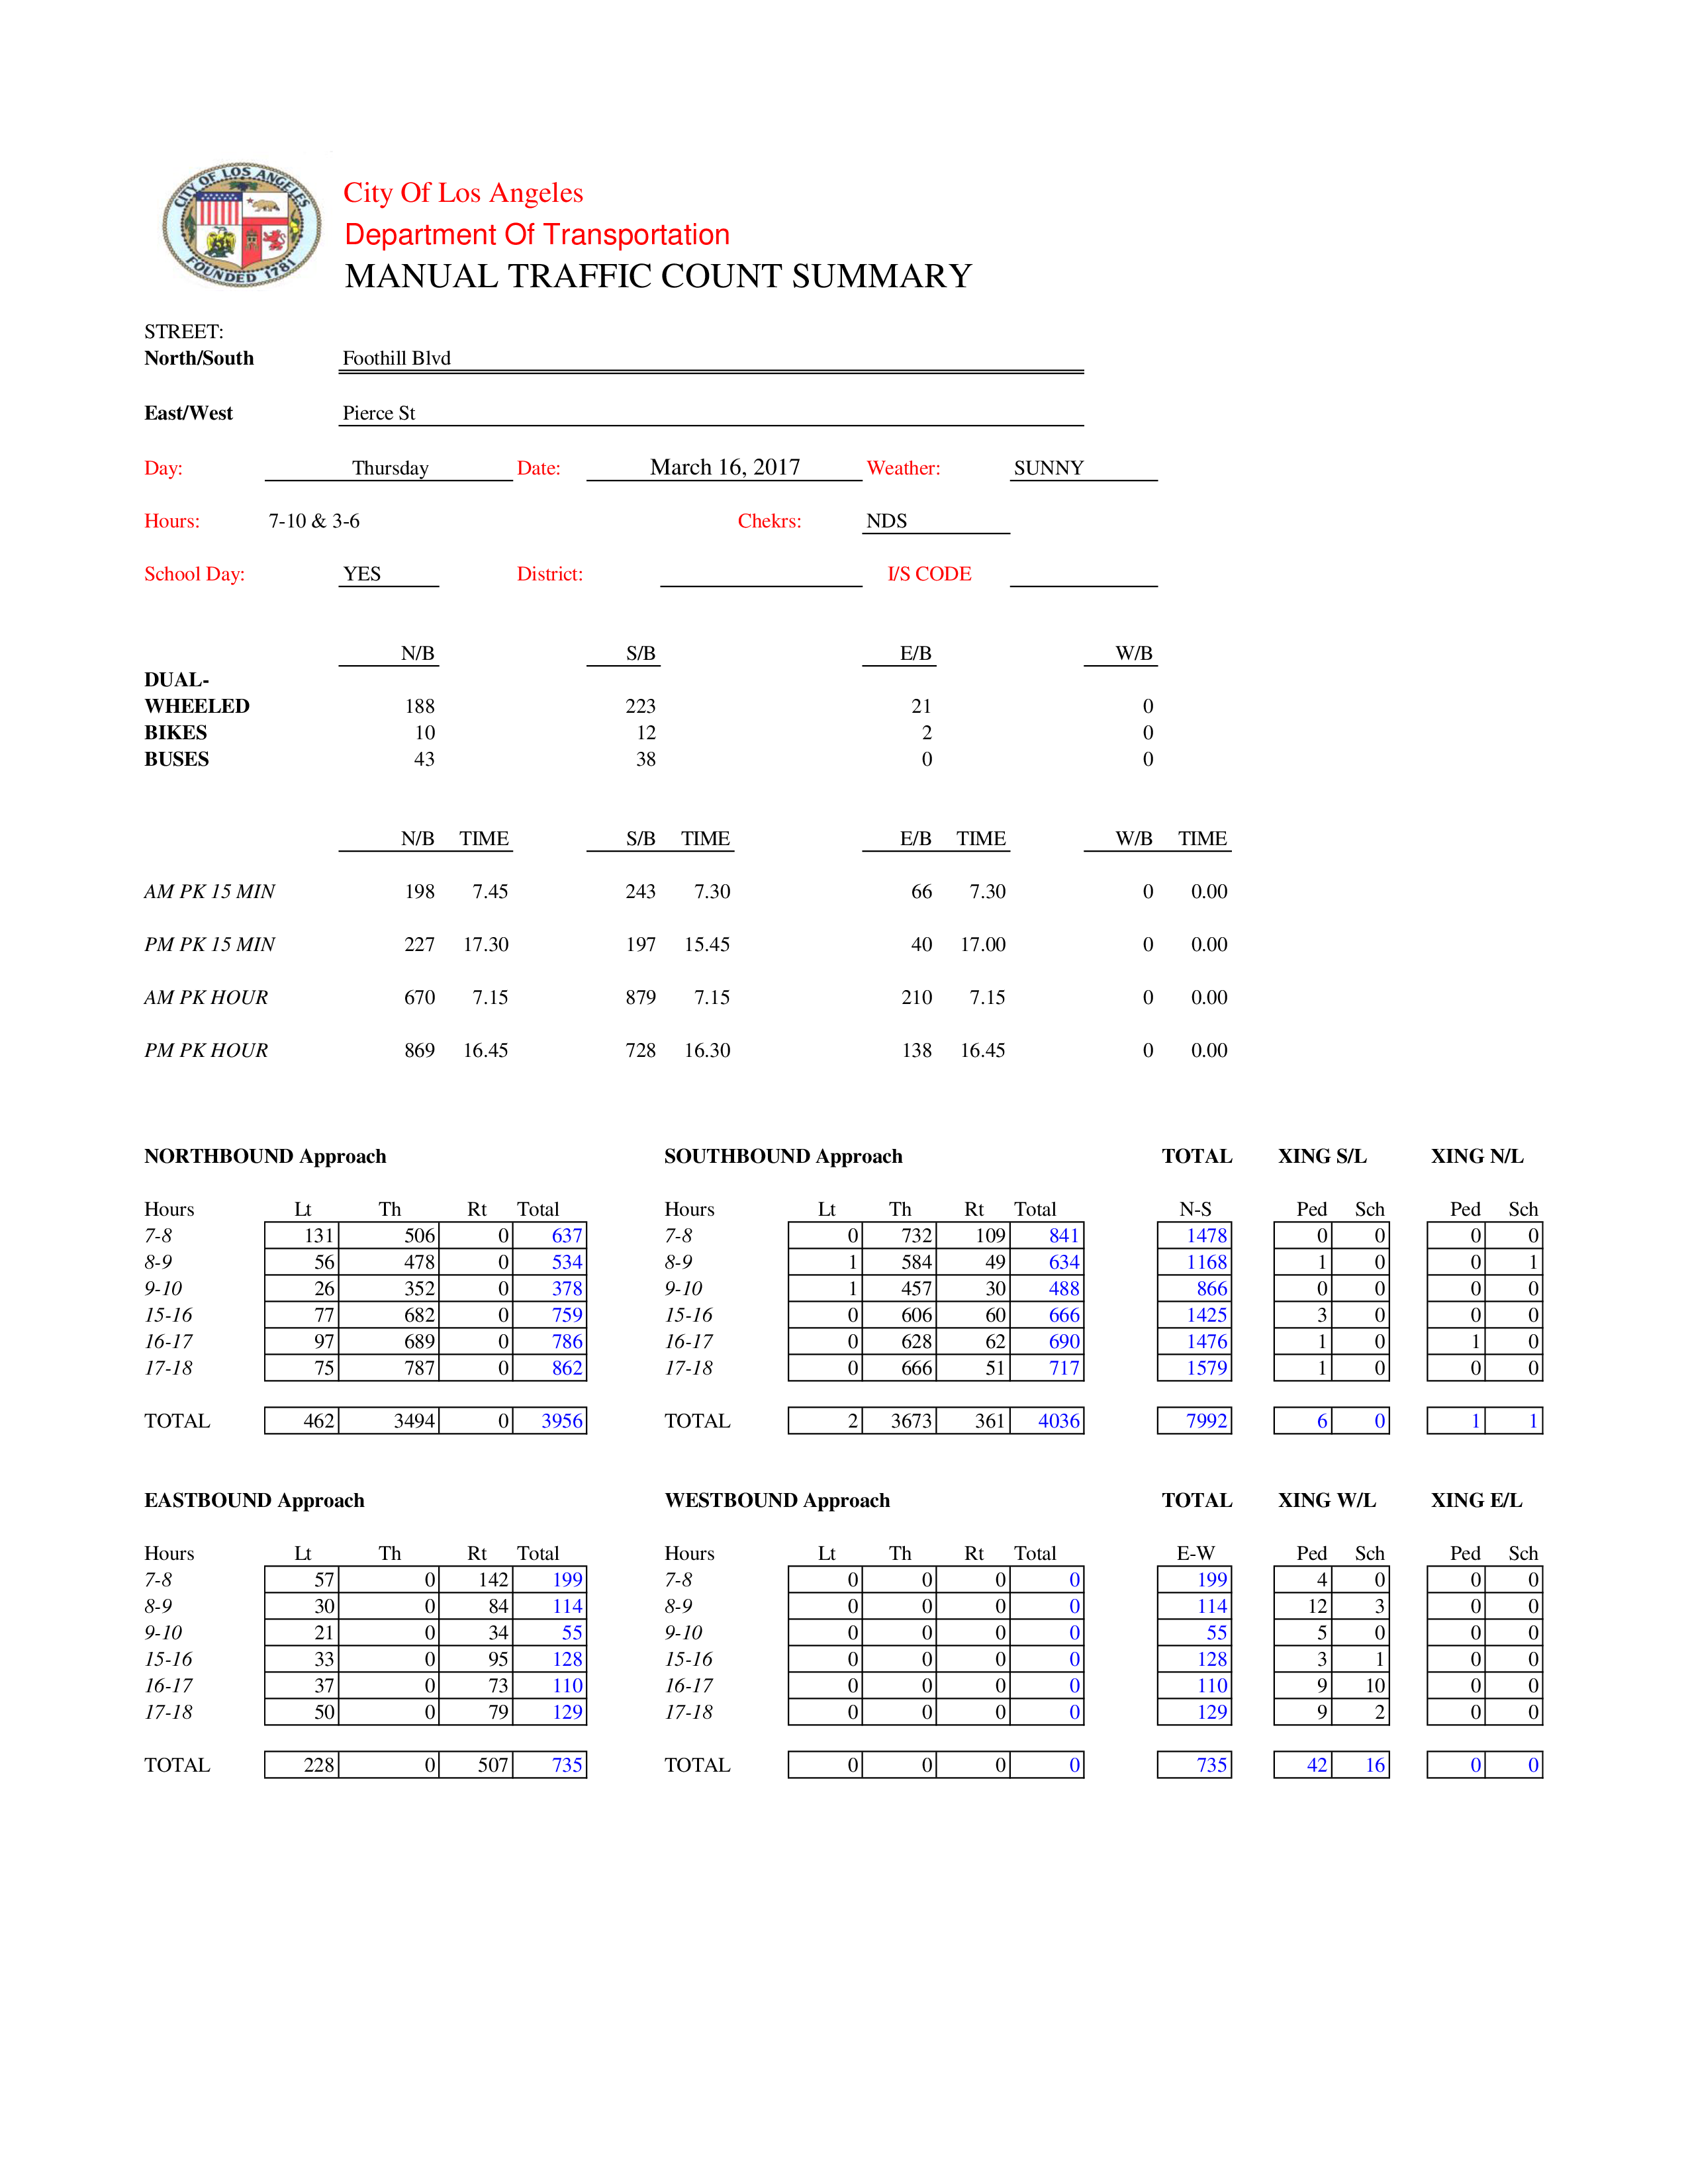 CITY OF LOS ANGELES
FOUNDED 1781
City Of Los Angeles
Department Of Transportation
MANUAL TRAFFIC COUNT SUMMARY
STREET:
North/South Foothill Blvd
East/West Pierce St
Day: Thursday Date: March 16, 2017 Weather: SUNNY
Hours: 7-10 & 3-6 Chekrs: NDS
School Day: YES District: I/S CODE
N/B S/B E/B W/B
DUAL-
WHEELED 188 223 21 0
BIKES 10 12 2 0
BUSES 43 38 0 0
N/B TIME S/B TIME E/B TIME W/B TIME
AM PK 15 MIN 198 7.45 243 7.30 66 7.30 0 0.00
PM PK 15 MIN 227 17.30 197 15.45 40 17.00 0 0.00
AM PK HOUR 670 7.15 879 7.15 210 7.15 0 0.00
PM PK HOUR 869 16.45 728 16.30 138 16.45 0 0.00
NORTHBOUND Approach SOUTHBOUND Approach TOTAL XING S/L XING N/L
Hours Lt Th Rt Total Hours Lt Th Rt Total N-S Ped Sch Ped Sch
7-8 131 506 0 637 7-8 0 732 109 841 1478 0 0 0 0
8-9 56 478 0 534 8-9 1 584 49 634 1168 1 0 0 1
9-10 26 352 0 378 9-10 1 457 30 488 866 0 0 0 0
15-16 77 682 0 759 15-16 0 606 60 666 1425 3 0 0 0
16-17 97 689 0 786 16-17 0 628 62 690 1476 1 0 1 0
17-18 75 787 0 862 17-18 0 666 51 717 1579 1 0 0 0
TOTAL 462 3494 0 3956 TOTAL 2 3673 361 4036 7992 6 0 1 1
EASTBOUND Approach WESTBOUND Approach TOTAL XING W/L XING E/L
Hours Lt Th Rt Total Hours Lt Th Rt Total E-W Ped Sch Ped Sch
7-8 57 0 142 199 7-8 0 0 0 0 199 4 0 0 0
8-9 30 0 84 114 8-9 0 0 0 0 114 12 3 0 0
9-10 21 0 34 55 9-10 0 0 0 0 55 5 0 0 0
15-16 33 0 95 128 15-16 0 0 0 0 128 3 1 0 0
16-17 37 0 73 110 16-17 0 0 0 0 110 9 10 0 0
17-18 50 0 79 129 17-18 0 0 0 0 129 9 2 0 0
TOTAL 228 0 507 735 TOTAL 0 0 0 0 735 42 16 0 0